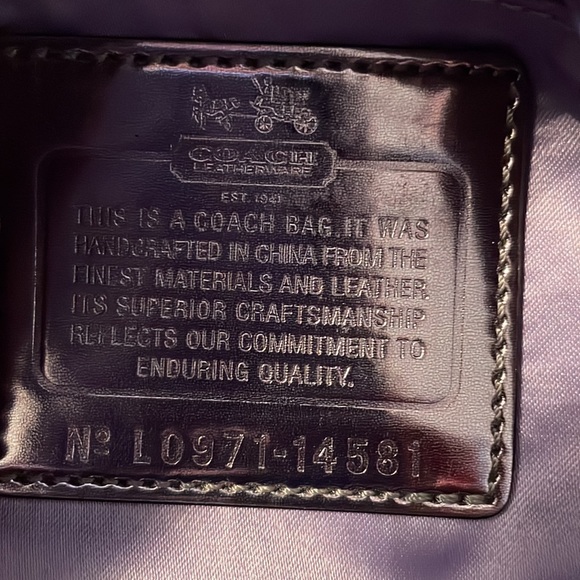 COACH
LEATHERWARE
EST. 1941
THIS IS A COACH BAG. IT WAS
HANDCRAFTED IN CHINA FROM THE
FINEST MATERIALS AND LEATHER
ITS SUPERIOR CRAFTSMANSHIP
REFLECTS OUR COMMITMENT TO
ENDURING QUALITY.
Nº L0971-14581